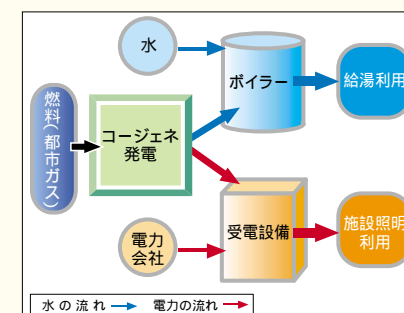 水
ボイラー
給湯利用
燃料(都市ガス)
コージェネ
発電
電力
会社
受電設備
施設照明
利用
水の流れ
電力の流れ